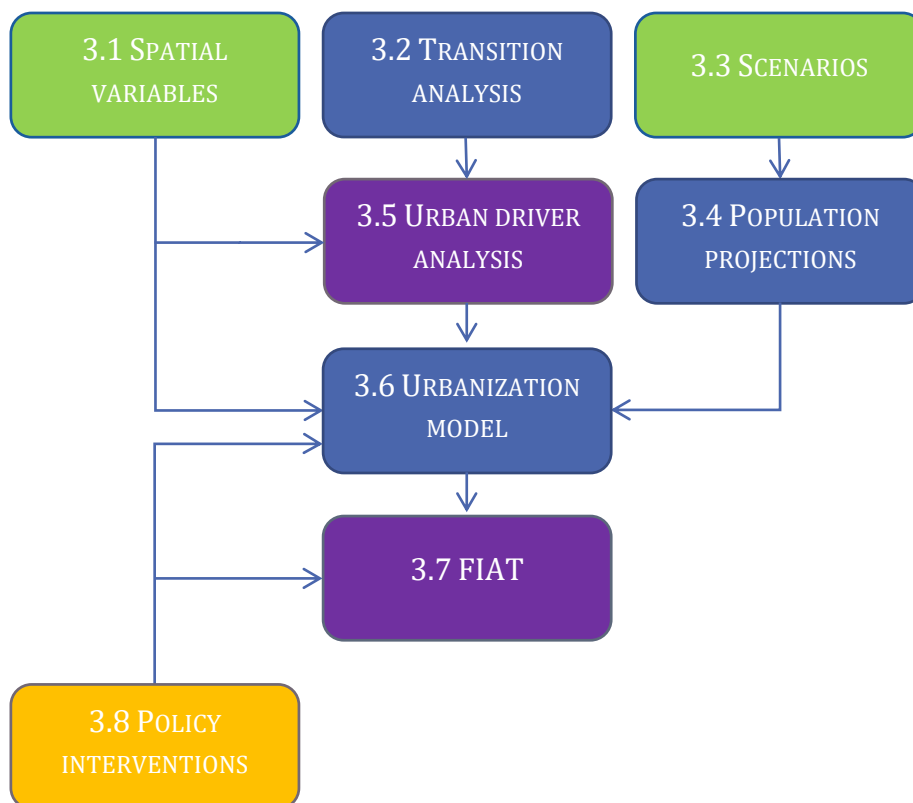 3.1 SPATIAL
VARIABLES
3.2 TRANSITION
ANALYSIS
3.3 SCENARIOS
3.5 URBAN DRIVER
ANALYSIS
3.4 POPULATION
PROJECTIONS
3.6 URBANIZATION
MODEL
3.7 FIAT
3.8 POLICY
INTERVENTIONS